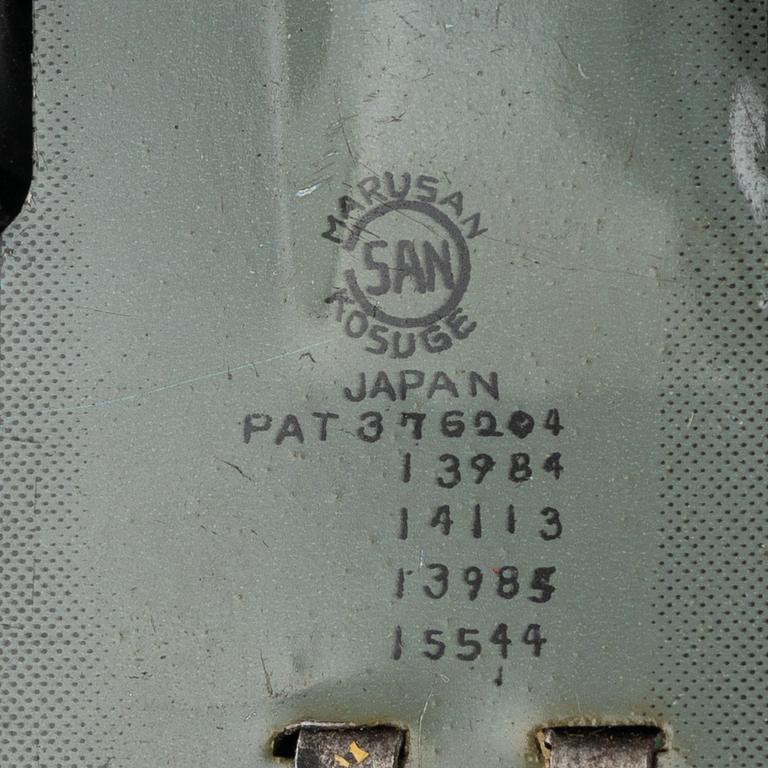 MARUSAN
SAN
KOSUGE
JAPAN
PAT 376204
13984
14113
13985
15544